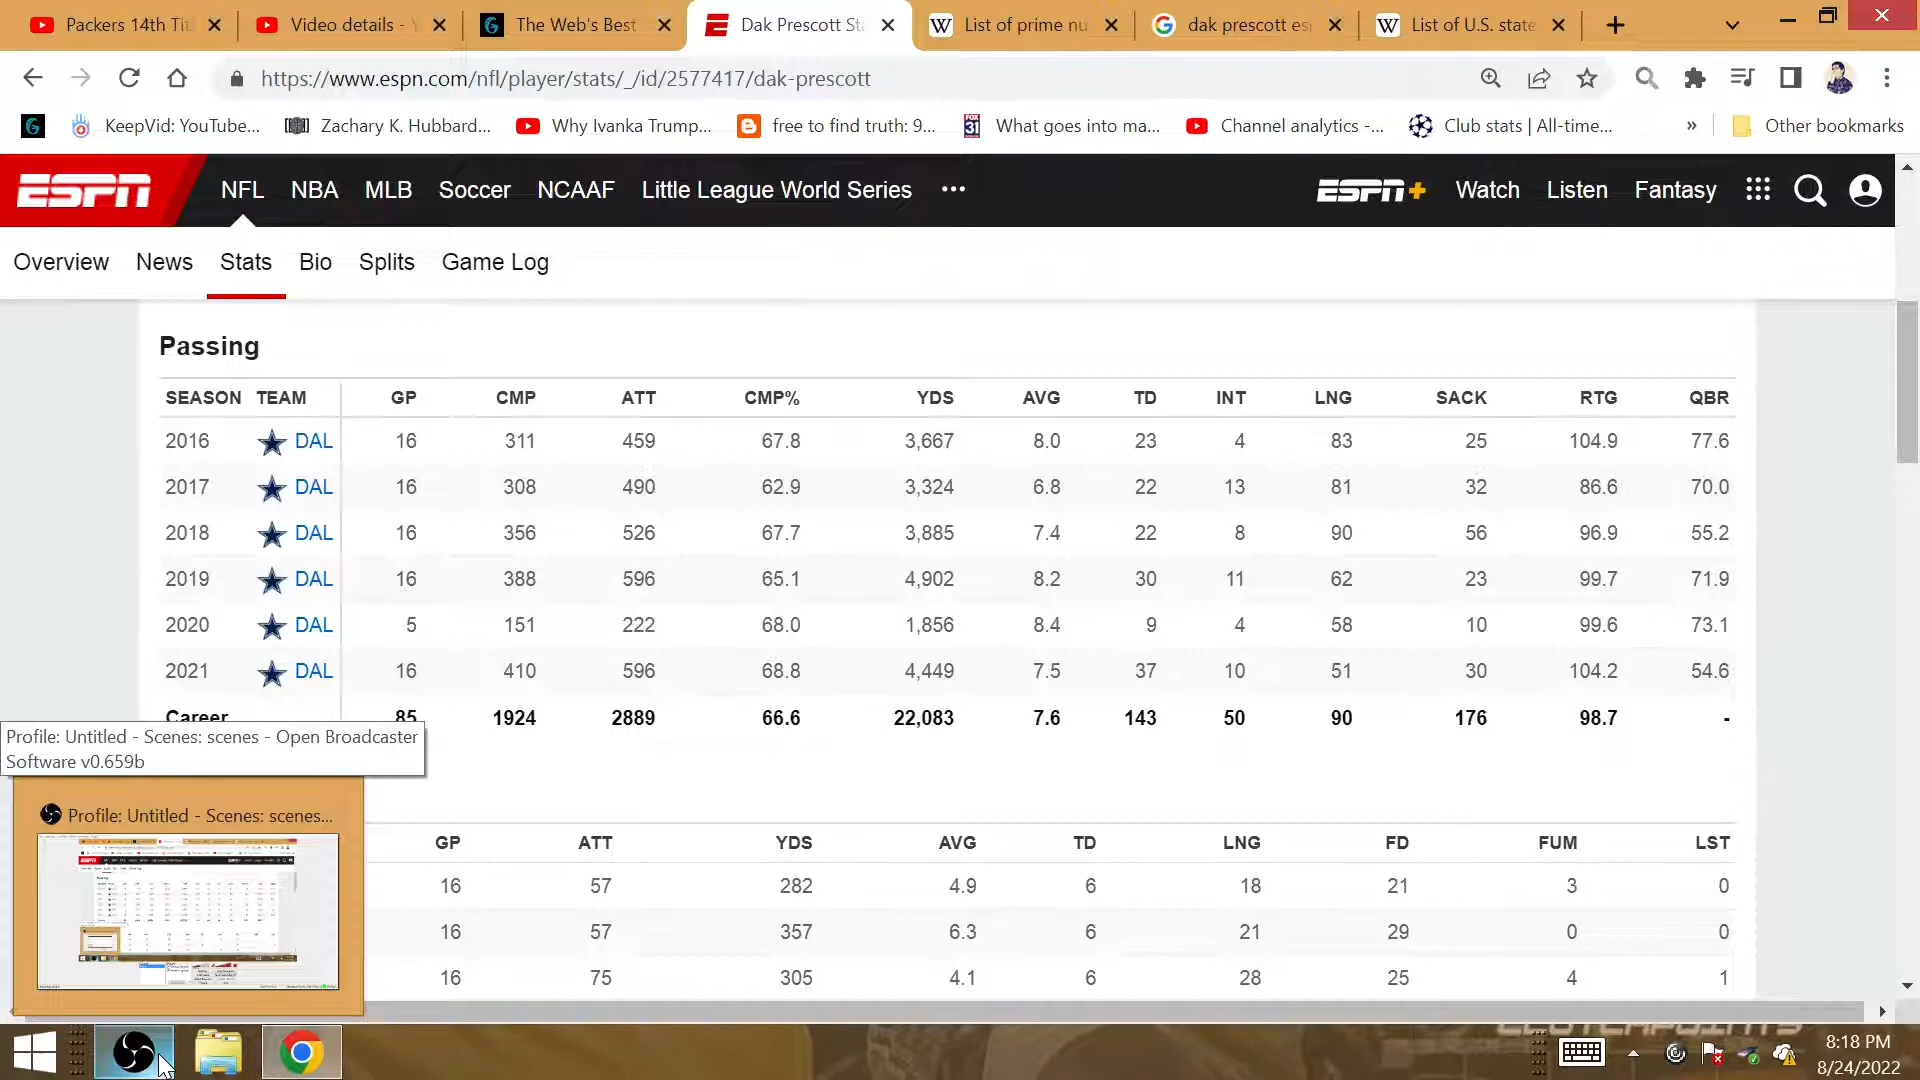 Packers 14th Tit
Video details - Y
The Web's Best
Dak Prescott Sta
List of prime nu
dak prescott esp
List of U.S. state
https://www.espn.com/nfl/player/stats/_/id/2577417/dak-prescott
KeepVid: YouTube... Zachary K. Hubbard... Why Ivanka Trump... free to find truth: 9... FOX 31 What goes into ma... Channel analytics -... Club stats | All-time... » Other bookmarks
ESPN NFL NBA MLB Soccer NCAAF Little League World Series ••• ESPN+ Watch Listen Fantasy
Overview News Stats Bio Splits Game Log
Passing
SEASON TEAM GP CMP ATT CMP% YDS AVG TD INT LNG SACK RTG QBR
2016 DAL 16 311 459 67.8 3,667 8.0 23 4 83 25 104.9 77.6
2017 DAL 16 308 490 62.9 3,324 6.8 22 13 81 32 86.6 70.0
2018 DAL 16 356 526 67.7 3,885 7.4 22 8 90 56 96.9 55.2
2019 DAL 16 388 596 65.1 4,902 8.2 30 11 62 23 99.7 71.9
2020 DAL 5 151 222 68.0 1,856 8.4 9 4 58 10 99.6 73.1
2021 DAL 16 410 596 68.8 4,449 7.5 37 10 51 30 104.2 54.6
Career 85 1924 2889 66.6 22,083 7.6 143 50 90 176 98.7 -
Profile: Untitled - Scenes: scenes - Open Broadcaster
Software v0.659b
Profile: Untitled - Scenes: scenes...
GP ATT YDS AVG TD LNG FD FUM LST
16 57 282 4.9 6 18 21 3 0
16 57 357 6.3 6 21 29 0 0
16 75 305 4.1 6 28 25 4 1
CLUTCHPOINTS
8:18 PM
8/24/2022